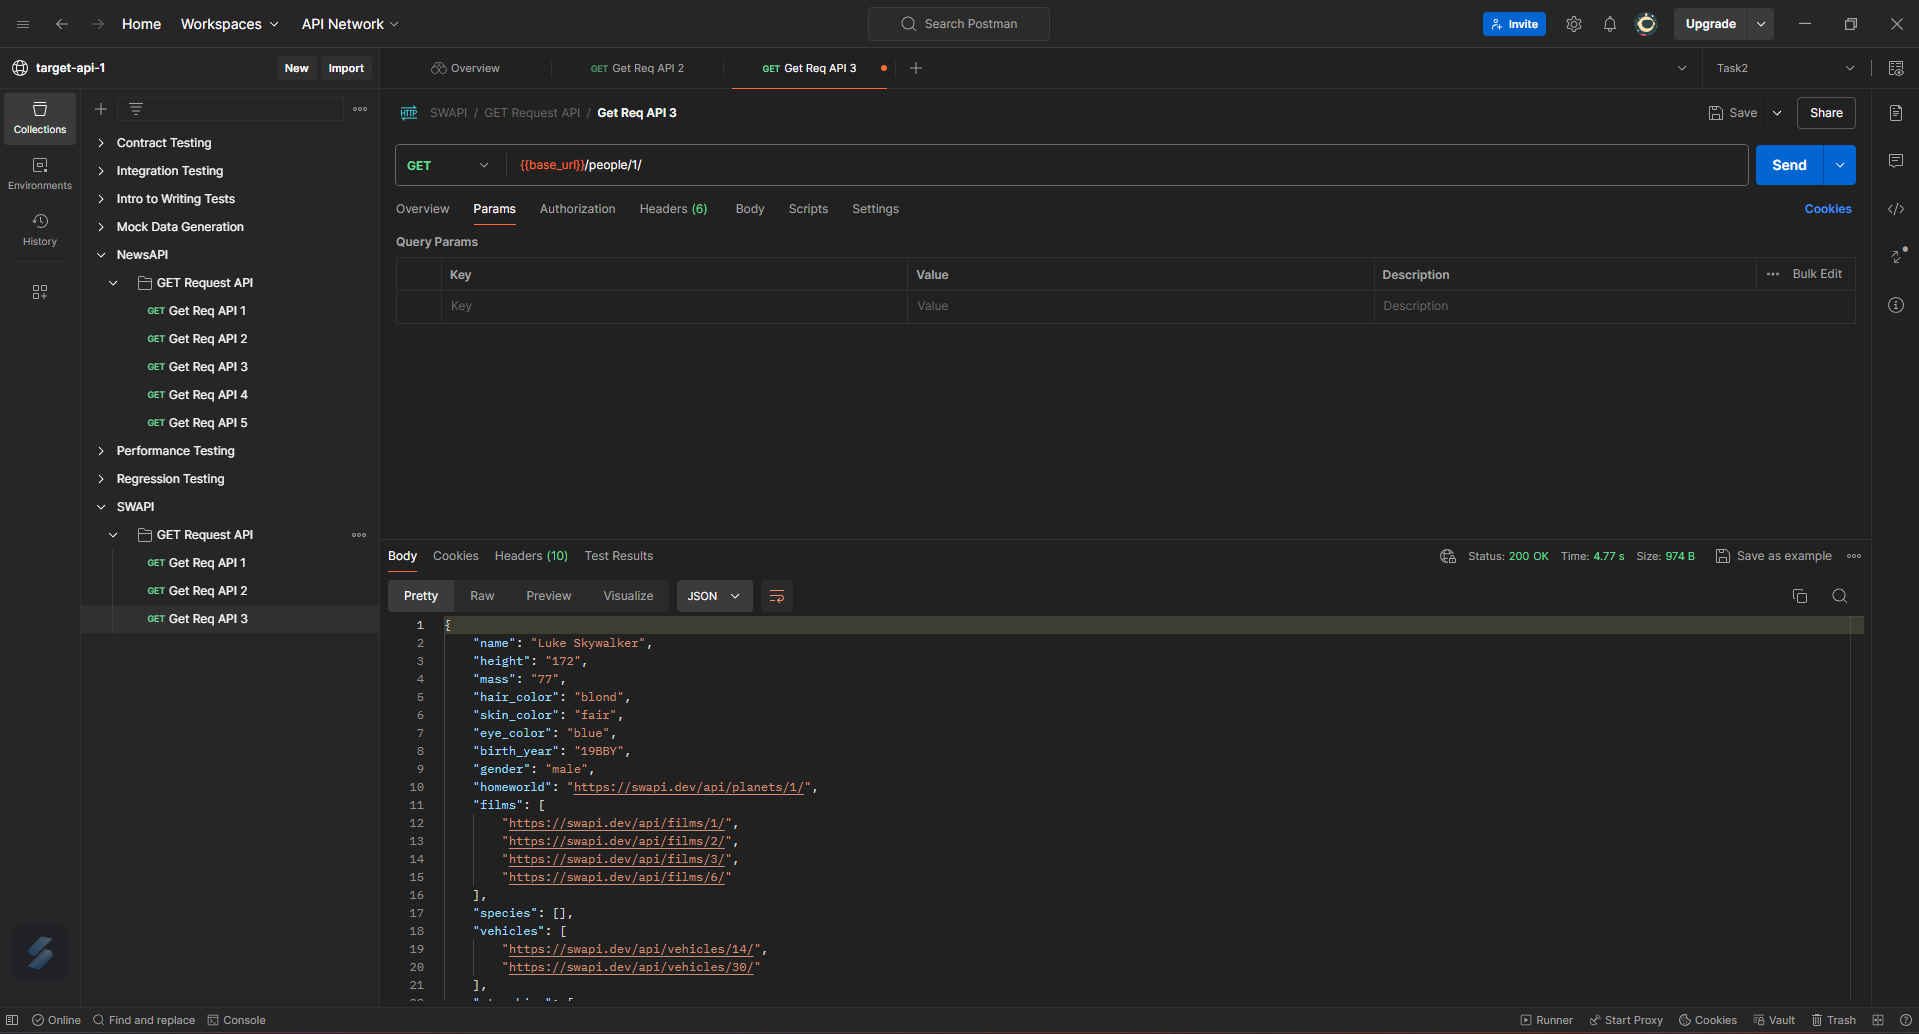 Home Workspaces API Network Search Postman Invite Upgrade
target-api-1 New Import Overview GET Get Req API 2 GET Get Req API 3 Task2
Collections
Environments
History
Contract Testing
Integration Testing
Intro to Writing Tests
Mock Data Generation
NewsAPI
GET Request API
GET Get Req API 1
GET Get Req API 2
GET Get Req API 3
GET Get Req API 4
GET Get Req API 5
Performance Testing
Regression Testing
SWAPI
GET Request API
GET Get Req API 1
GET Get Req API 2
GET Get Req API 3
HTTP SWAPI / GET Request API / Get Req API 3 Save Share
GET {{base_url}}/people/1/ Send
Overview Params Authorization Headers (6) Body Scripts Settings Cookies
Query Params
Key Value Description Bulk Edit
Key Value Description
Body Cookies Headers (10) Test Results Status: 200 OK Time: 4.77 s Size: 974 B Save as example
Pretty Raw Preview Visualize JSON
1 {
2 "name": "Luke Skywalker",
3 "height": "172",
4 "mass": "77",
5 "hair_color": "blond",
6 "skin_color": "fair",
7 "eye_color": "blue",
8 "birth_year": "19BBY",
9 "gender": "male",
10 "homeworld": "https://swapi.dev/api/planets/1/",
11 "films": [
12 "https://swapi.dev/api/films/1/",
13 "https://swapi.dev/api/films/2/",
14 "https://swapi.dev/api/films/3/",
15 "https://swapi.dev/api/films/6/"
16 ],
17 "species": [],
18 "vehicles": [
19 "https://swapi.dev/api/vehicles/14/",
20 "https://swapi.dev/api/vehicles/30/"
21 ],
Online Find and replace Console Runner Start Proxy Cookies Vault Trash